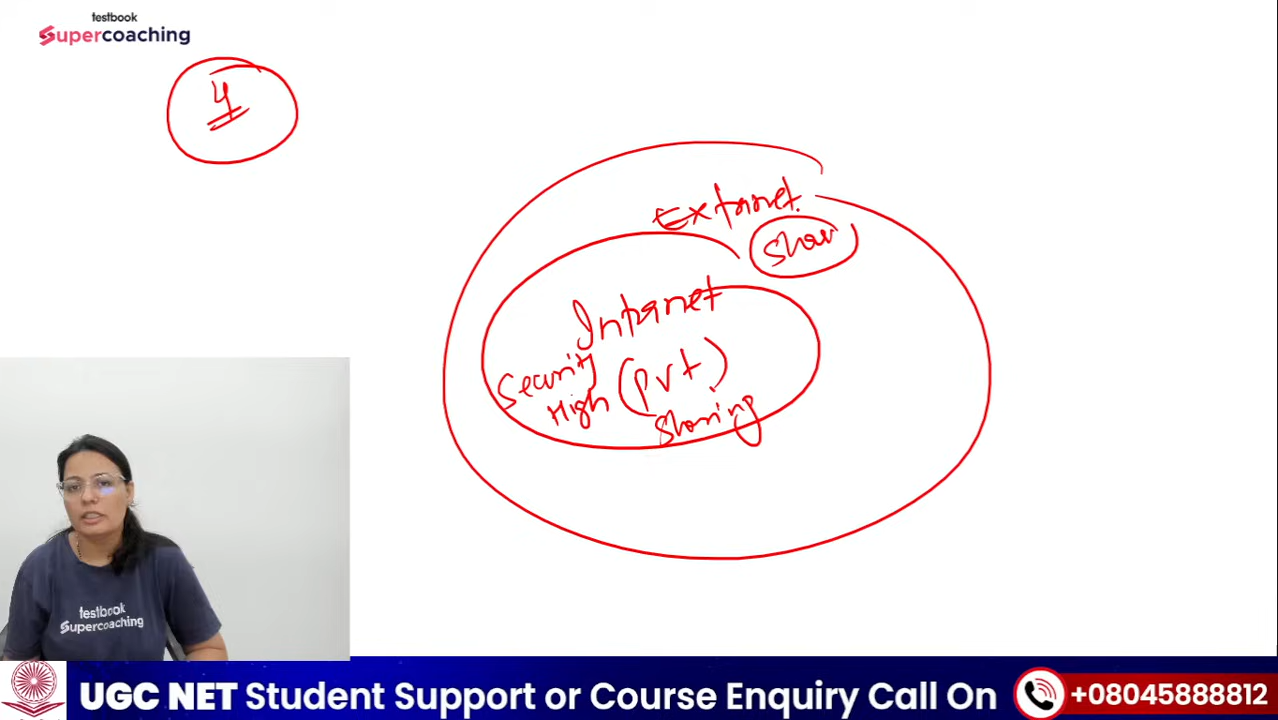 testbook
Supercoaching
4
Extranet
Shar
Intranet
Security
High
(pvt)
Sharing
testbook
Supercoaching
UGC NET Student Support or Course Enquiry Call On
+08045888812